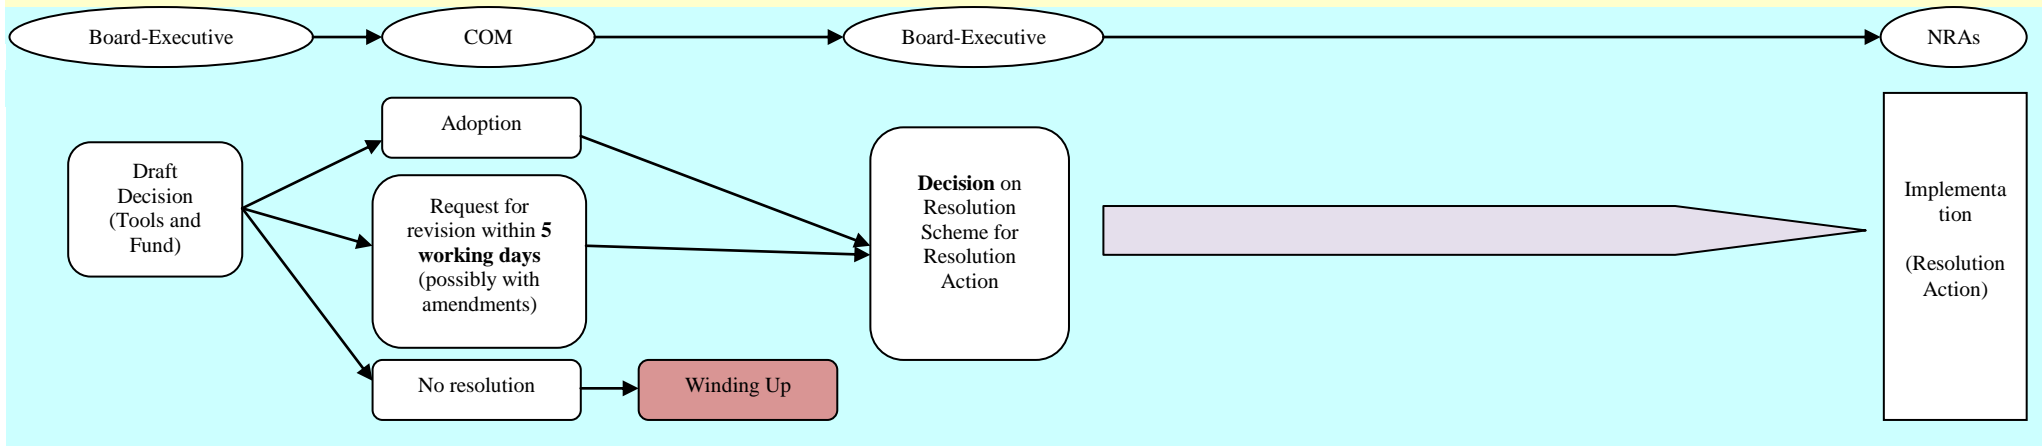 Board-Executive
COM
Board-Executive
NRAs
Draft
Decision
(Tools and
Fund)
Adoption
Request for
revision within 5
working days
(possibly with
amendments)
No resolution
Winding Up
Decision on
Resolution
Scheme for
Resolution
Action
Implementa
tion
(Resolution
Action)